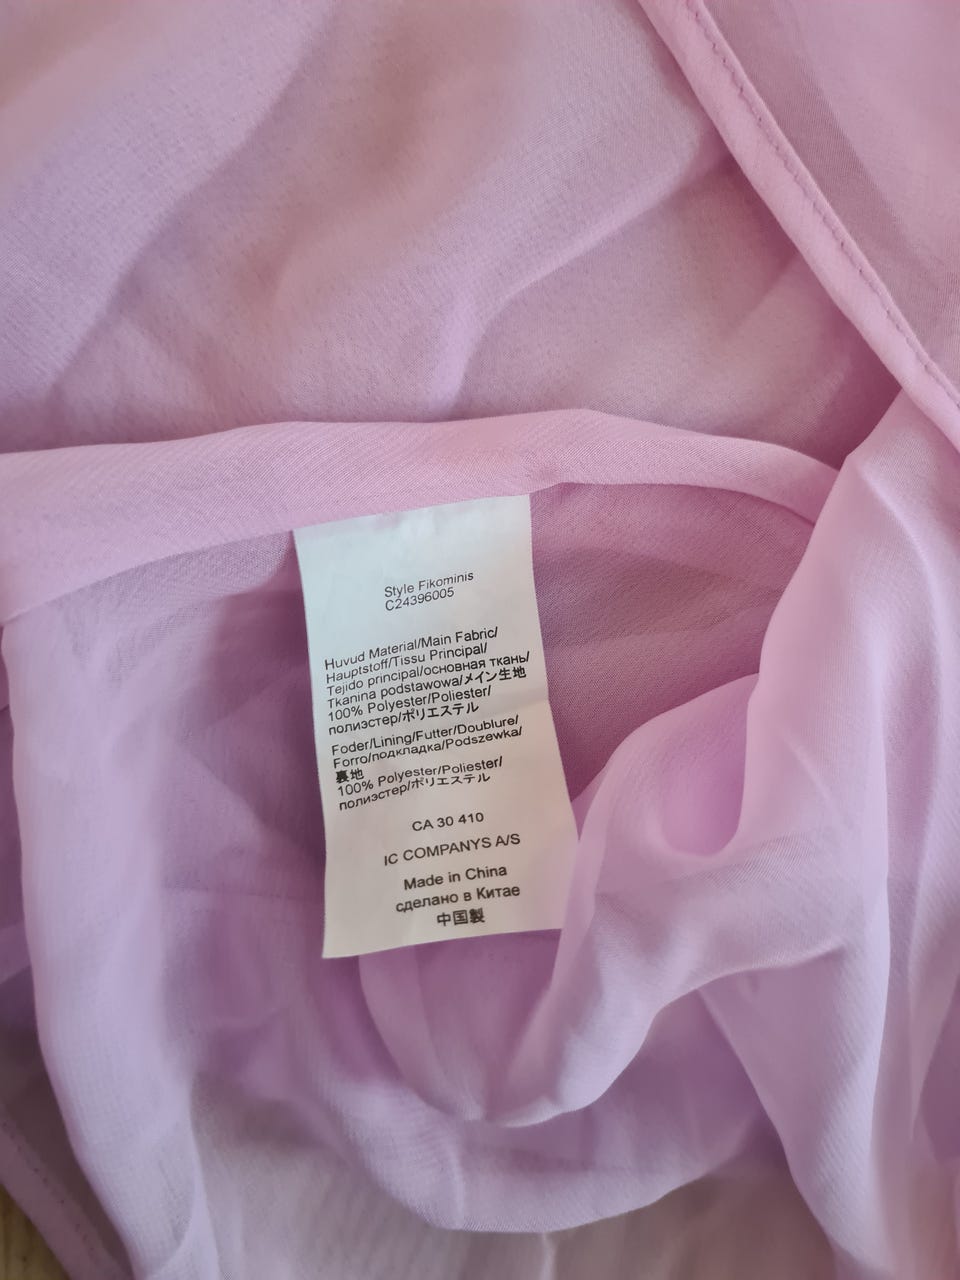 Style Fikominis
C24396005
Huvud Material/Main Fabric/
Hauptstoff/Tissu Principal/
Tejido principal/основная ткань/
Tkanina podstawowa/メイン生地
100% Polyester/Poliester/
полиэстер/ポリエステル
Foder/Lining/Futter/Doublure/
Forro/подкладка/Podszewka/
裏地
100% Polyester/Poliester/
полиэстер/ポリエステル
CA 30 410
IC COMPANYS A/S
Made in China
сделано в Китае
中国製